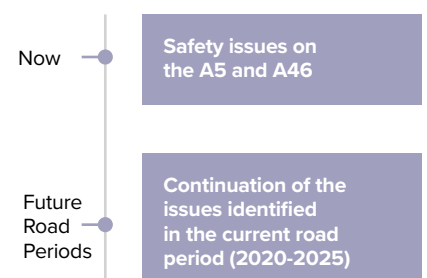 Now
Safety issues on
the A5 and A46
Future
Road
Periods
Continuation of the
issues identified
in the current road
period (2020-2025)